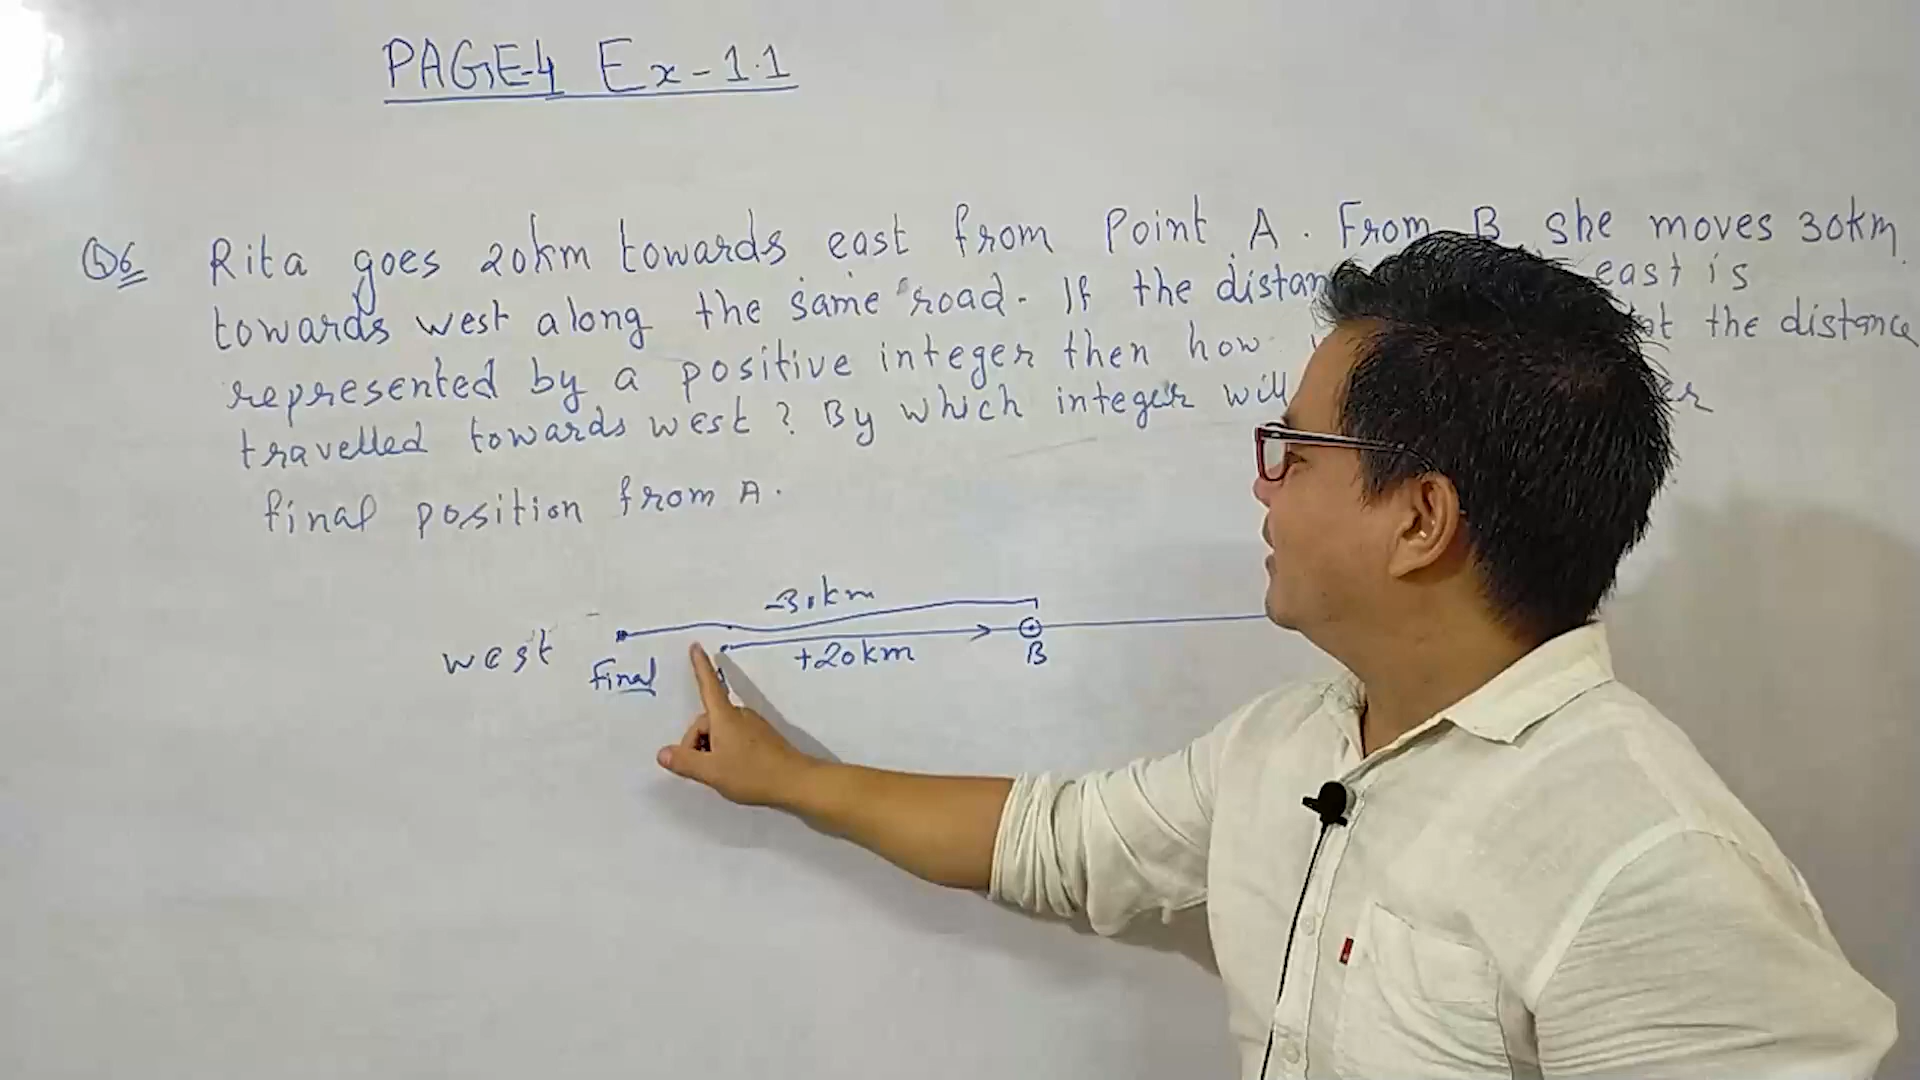 PAGE-4 Ex-1.1
Q6 Rita goes 20km towards east from Point A. From B she moves 30km
towards west along the same road. If the distan east is
represented by a positive integer then how the distance
travelled towards west? By which integer will
final position from A.
-30km
west
+20km
B
final